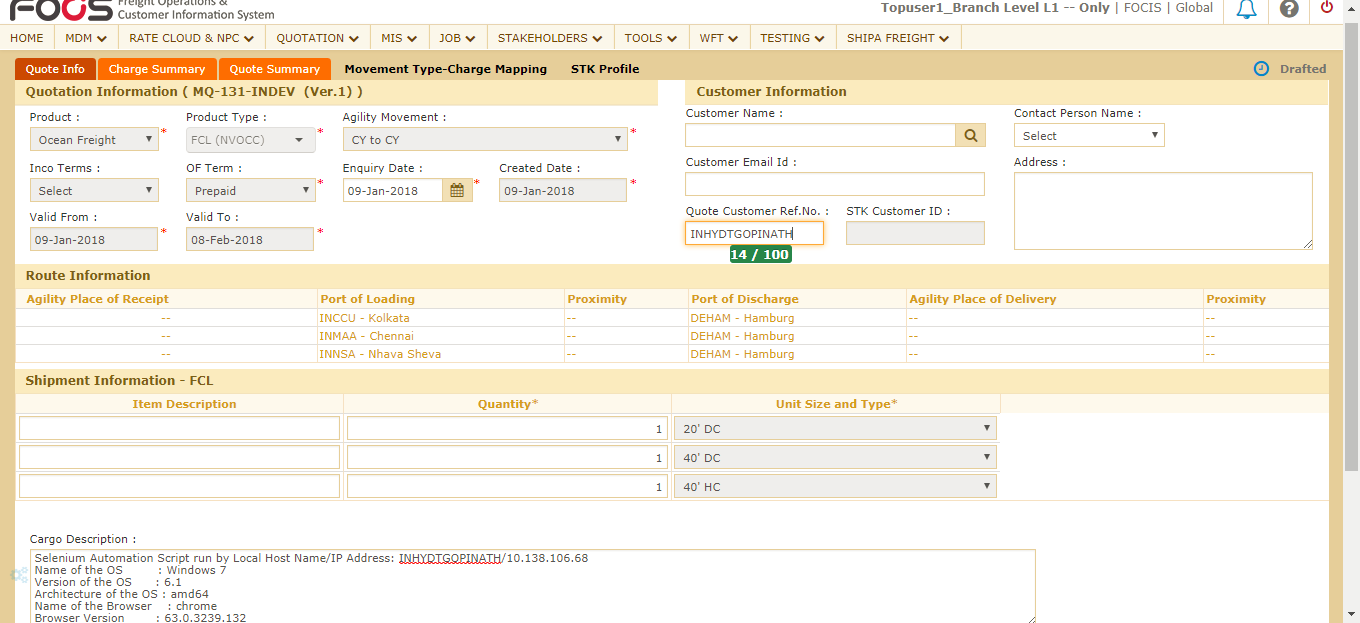 FOCiS Freight Operations &
Customer Information System
Topuser1_Branch Level L1 -- Only | FOCIS | Global
HOME MDM RATE CLOUD & NPC QUOTATION MIS JOB STAKEHOLDERS TOOLS WFT TESTING SHIPA FREIGHT
Quote Info Charge Summary Quote Summary Movement Type-Charge Mapping STK Profile Drafted
Quotation Information ( MQ-131-INDEV (Ver.1) )
Product : Product Type : Agility Movement :
Ocean Freight * FCL (NVOCC) * CY to CY *
Inco Terms : OF Term : Enquiry Date : Created Date :
Select Prepaid * 09-Jan-2018 * 09-Jan-2018 *
Valid From : Valid To :
09-Jan-2018 * 08-Feb-2018 *
Customer Information
Customer Name : Contact Person Name :
Select
Customer Email Id : Address :
Quote Customer Ref.No. : STK Customer ID :
INHYDTGOPINATH
14 / 100
Route Information
Agility Place of Receipt Port of Loading Proximity Port of Discharge Agility Place of Delivery Proximity
-- INCCU - Kolkata -- DEHAM - Hamburg -- --
-- INMAA - Chennai -- DEHAM - Hamburg -- --
-- INNSA - Nhava Sheva -- DEHAM - Hamburg -- --
Shipment Information - FCL
Item Description Quantity* Unit Size and Type*
1 20' DC
1 40' DC
1 40' HC
Cargo Description :
Selenium Automation Script run by Local Host Name/IP Address: INHYDTGOPINATH/10.138.106.68
Name of the OS : Windows 7
Version of the OS : 6.1
Architecture of the OS : amd64
Name of the Browser : chrome
Browser Version : 63.0.3239.132